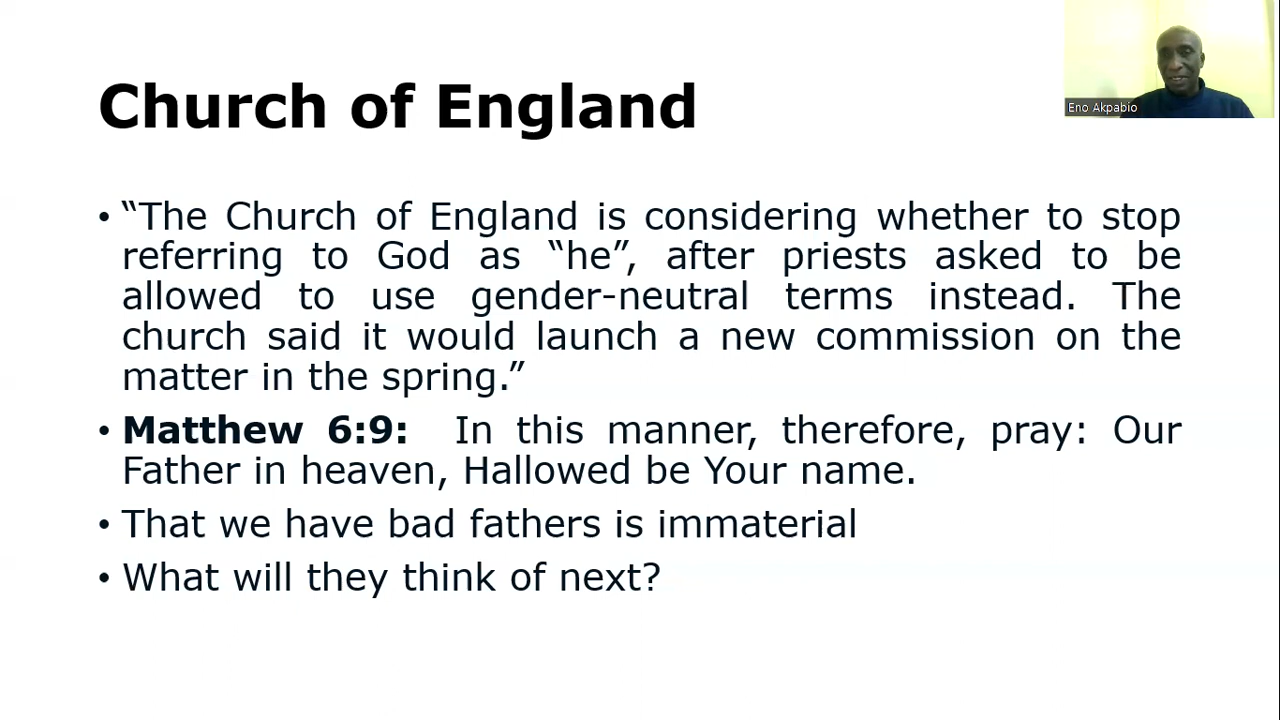 Church of England
Eno Akpabio
• “The Church of England is considering whether to stop
referring to God as “he”, after priests asked to be
allowed to use gender-neutral terms instead. The
church said it would launch a new commission on the
matter in the spring.”
• Matthew 6:9: In this manner, therefore, pray: Our
Father in heaven, Hallowed be Your name.
• That we have bad fathers is immaterial
• What will they think of next?